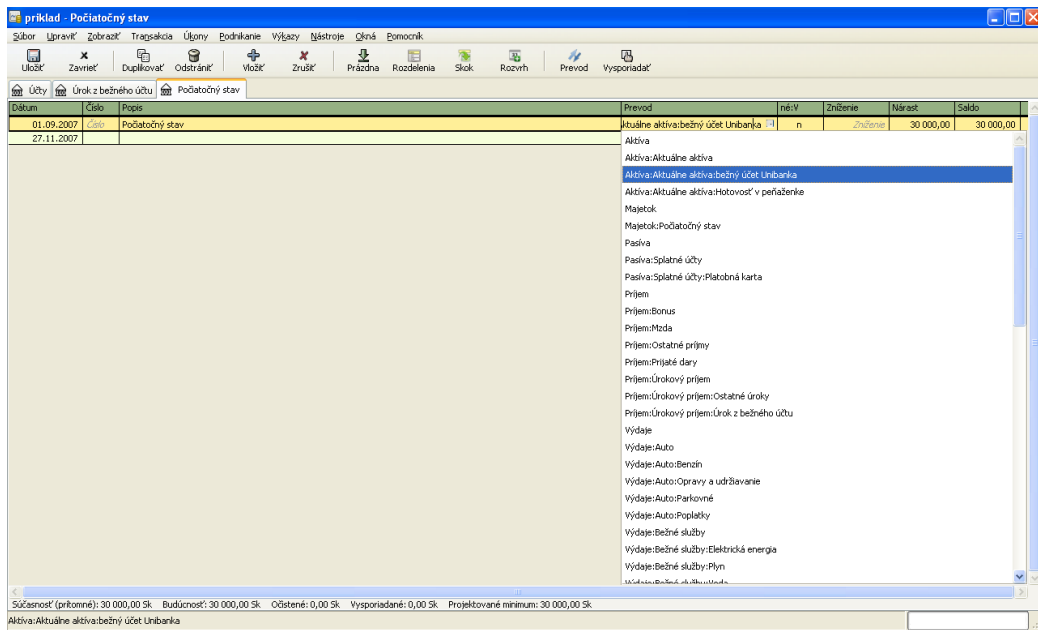 priklad - Počiatočný stav
Súbor Upraviť Zobraziť Transakcia Úkony Podnikanie Výkazy Nástroje Okná Pomocník
Uložiť Zavrieť Duplikovať Odstrániť Vložiť Zrušiť Prázdna Rozdelenia Skok Rozvrh Prevod Vysporiadať
Účty Úrok z bežného účtu Počiatočný stav
Dátum Číslo Popis Prevod né:V Zníženie Nárast Saldo
01.09.2007 Číslo Počiatočný stav ktuálne aktíva:bežný účet Unibanka n Zníženie 30 000,00 30 000,00
27.11.2007
Aktíva
Aktíva:Aktuálne aktíva
Aktíva:Aktuálne aktíva:bežný účet Unibanka
Aktíva:Aktuálne aktíva:Hotovosť v peňaženke
Majetok
Majetok:Počiatočný stav
Pasíva
Pasíva:Splatné účty
Pasíva:Splatné účty:Platobná karta
Príjem
Príjem:Bonus
Príjem:Mzda
Príjem:Ostatné príjmy
Príjem:Prijaté dary
Príjem:Úrokový príjem
Príjem:Úrokový príjem:Ostatné úroky
Príjem:Úrokový príjem:Úrok z bežného účtu
Výdaje
Výdaje:Auto
Výdaje:Auto:Benzín
Výdaje:Auto:Opravy a udržiavanie
Výdaje:Auto:Parkovné
Výdaje:Auto:Poplatky
Výdaje:Bežné služby
Výdaje:Bežné služby:Elektrická energia
Výdaje:Bežné služby:Plyn
Výdaje:Bežné služby:Voda
Súčasnosť (prítomné): 30 000,00 Sk Budúcnosť: 30 000,00 Sk Očistené: 0,00 Sk Vysporiadané: 0,00 Sk Projektované minimum: 30 000,00 Sk
Aktíva:Aktuálne aktíva:bežný účet Unibanka